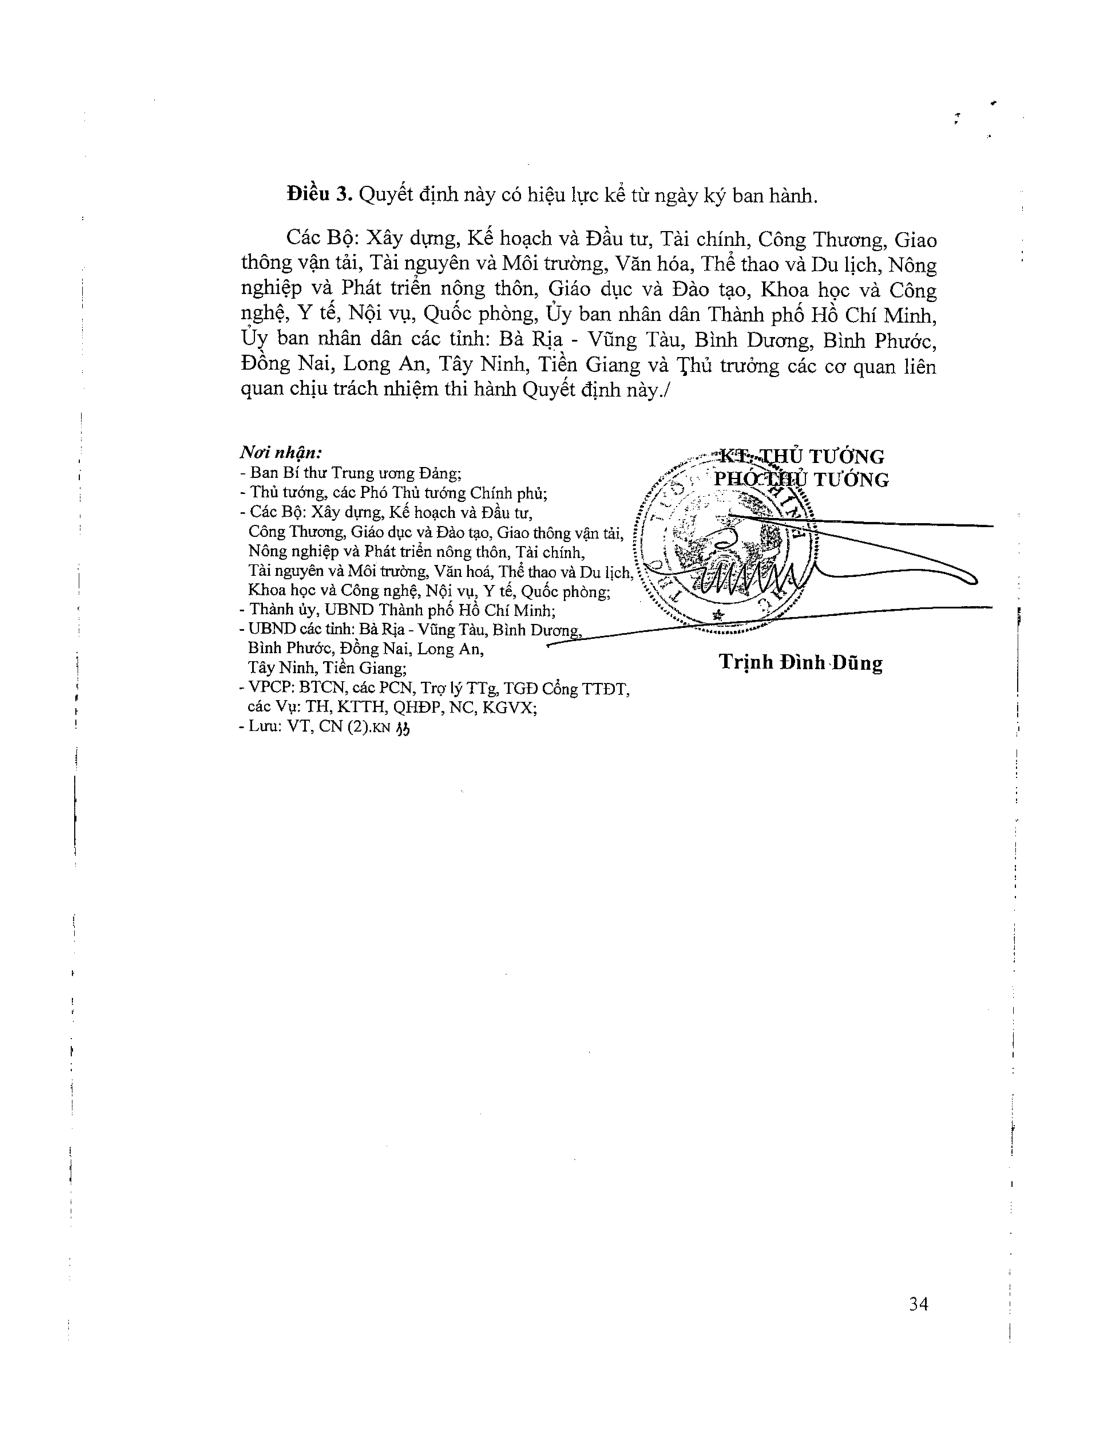 Điều 3. Quyết định này có hiệu lực kể từ ngày ký ban hành.
Các Bộ: Xây dựng, Kế hoạch và Đầu tư, Tài chính, Công Thương, Giao
thông vận tải, Tài nguyên và Môi trường, Văn hóa, Thể thao và Du lịch, Nông
nghiệp và Phát triển nông thôn, Giáo dục và Đào tạo, Khoa học và Công
nghệ, Y tế, Nội vụ, Quốc phòng, Ủy ban nhân dân Thành phố Hồ Chí Minh,
Ủy ban nhân dân các tỉnh: Bà Rịa - Vũng Tàu, Bình Dương, Bình Phước,
Đồng Nai, Long An, Tây Ninh, Tiền Giang và Thủ trưởng các cơ quan liên
quan chịu trách nhiệm thi hành Quyết định này./
Nơi nhận:
- Ban Bí thư Trung ương Đảng;
- Thủ tướng, các Phó Thủ tướng Chính phủ;
- Các Bộ: Xây dựng, Kế hoạch và Đầu tư,
Công Thương, Giáo dục và Đào tạo, Giao thông vận tải,
Nông nghiệp và Phát triển nông thôn, Tài chính,
Tài nguyên và Môi trường, Văn hoá, Thể thao và Du lịch,
Khoa học và Công nghệ, Nội vụ, Y tế, Quốc phòng;
- Thành ủy, UBND Thành phố Hồ Chí Minh;
- UBND các tỉnh: Bà Rịa - Vũng Tàu, Bình Dương,
Bình Phước, Đồng Nai, Long An,
Tây Ninh, Tiền Giang;
- VPCP: BTCN, các PCN, Trợ lý TTg, TGĐ Cổng TTĐT,
các Vụ: TH, KTTH, QHĐP, NC, KGVX;
- Lưu: VT, CN (2).KN
KT. THỦ TƯỚNG
PHÓ THỦ TƯỚNG
Trịnh Đình Dũng
34